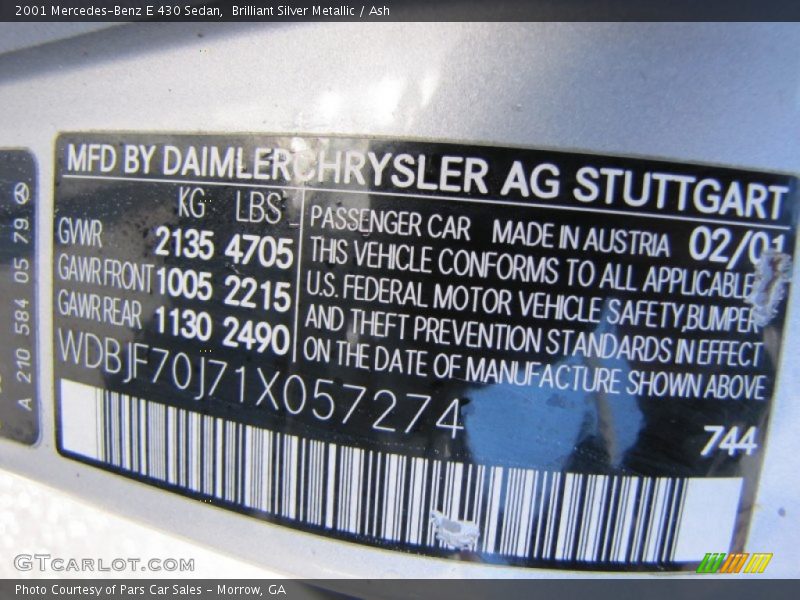 2001 Mercedes-Benz E 430 Sedan, Brilliant Silver Metallic / Ash
MFD BY DAIMLERCHRYSLER AG STUTTGART
KG LBS
GVWR 2135 4705
GAWR FRONT 1005 2215
GAWR REAR 1130 2490
PASSENGER CAR MADE IN AUSTRIA 02/01
THIS VEHICLE CONFORMS TO ALL APPLICABLE
U.S. FEDERAL MOTOR VEHICLE SAFETY, BUMPER
AND THEFT PREVENTION STANDARDS IN EFFECT
ON THE DATE OF MANUFACTURE SHOWN ABOVE
WDBJF70J71X057274
744
A 210 584 05 79
GTCARLOT.COM
Photo Courtesy of Pars Car Sales - Morrow, GA